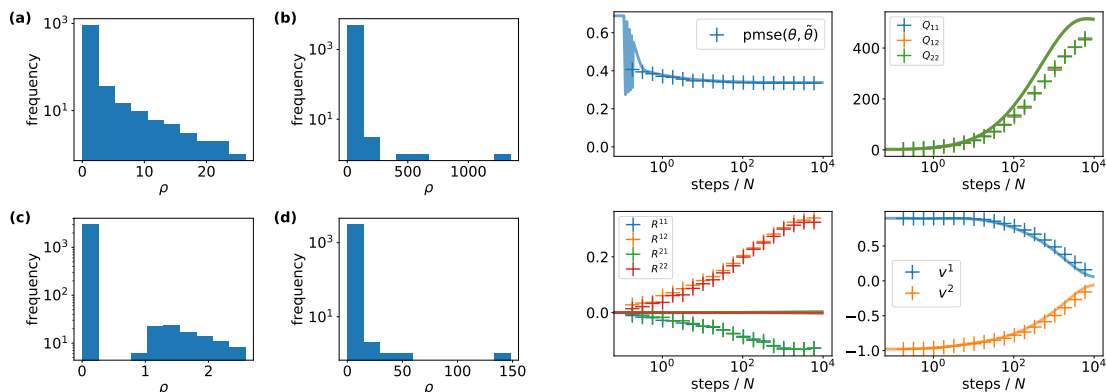 (a)
frequency
10³
10¹
0
10
20
ρ
(b)
frequency
10³
10¹
0
500
1000
ρ
(c)
frequency
10³
10²
10¹
0
1
2
ρ
(d)
frequency
10³
10²
10¹
0
50
100
150
ρ
pmse(θ, θ̃)
0.6
0.4
0.2
0.0
10⁰
10²
10⁴
steps / N
Q₁₁
Q₁₂
Q₂₂
400
200
0
10⁰
10²
10⁴
steps / N
R¹¹
R¹²
R²¹
R²²
0.2
0.0
10⁰
10²
10⁴
steps / N
v¹
v²
0.5
0.0
−0.5
−1.0
10⁰
10²
10⁴
steps / N